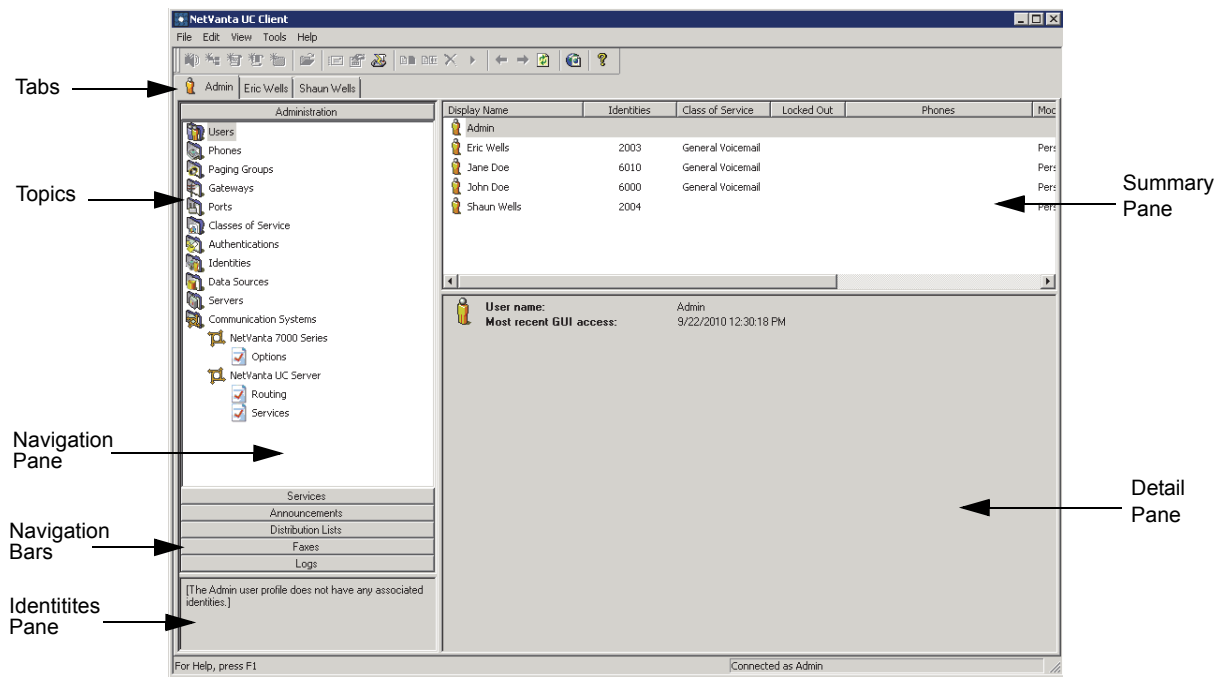 NetVanta UC Client
File Edit View Tools Help
Tabs
Admin Eric Wells Shaun Wells
Administration
Users
Phones
Paging Groups
Topics
Gateways
Ports
Classes of Service
Authentications
Identities
Data Sources
Servers
Communication Systems
NetVanta 7000 Series
Options
NetVanta UC Server
Routing
Services
Navigation
Pane
Services
Announcements
Distribution Lists
Navigation
Bars
Faxes
Logs
[The Admin user profile does not have any associated
identities.]
Identitites
Pane
Display Name Identities Class of Service Locked Out Phones Moc
Admin
Eric Wells 2003 General Voicemail Pers
Jane Doe 6010 General Voicemail Pers
John Doe 6000 General Voicemail Pers
Shaun Wells 2004 Pers
Summary
Pane
User name: Admin
Most recent GUI access: 9/22/2010 12:30:18 PM
Detail
Pane
For Help, press F1
Connected as Admin